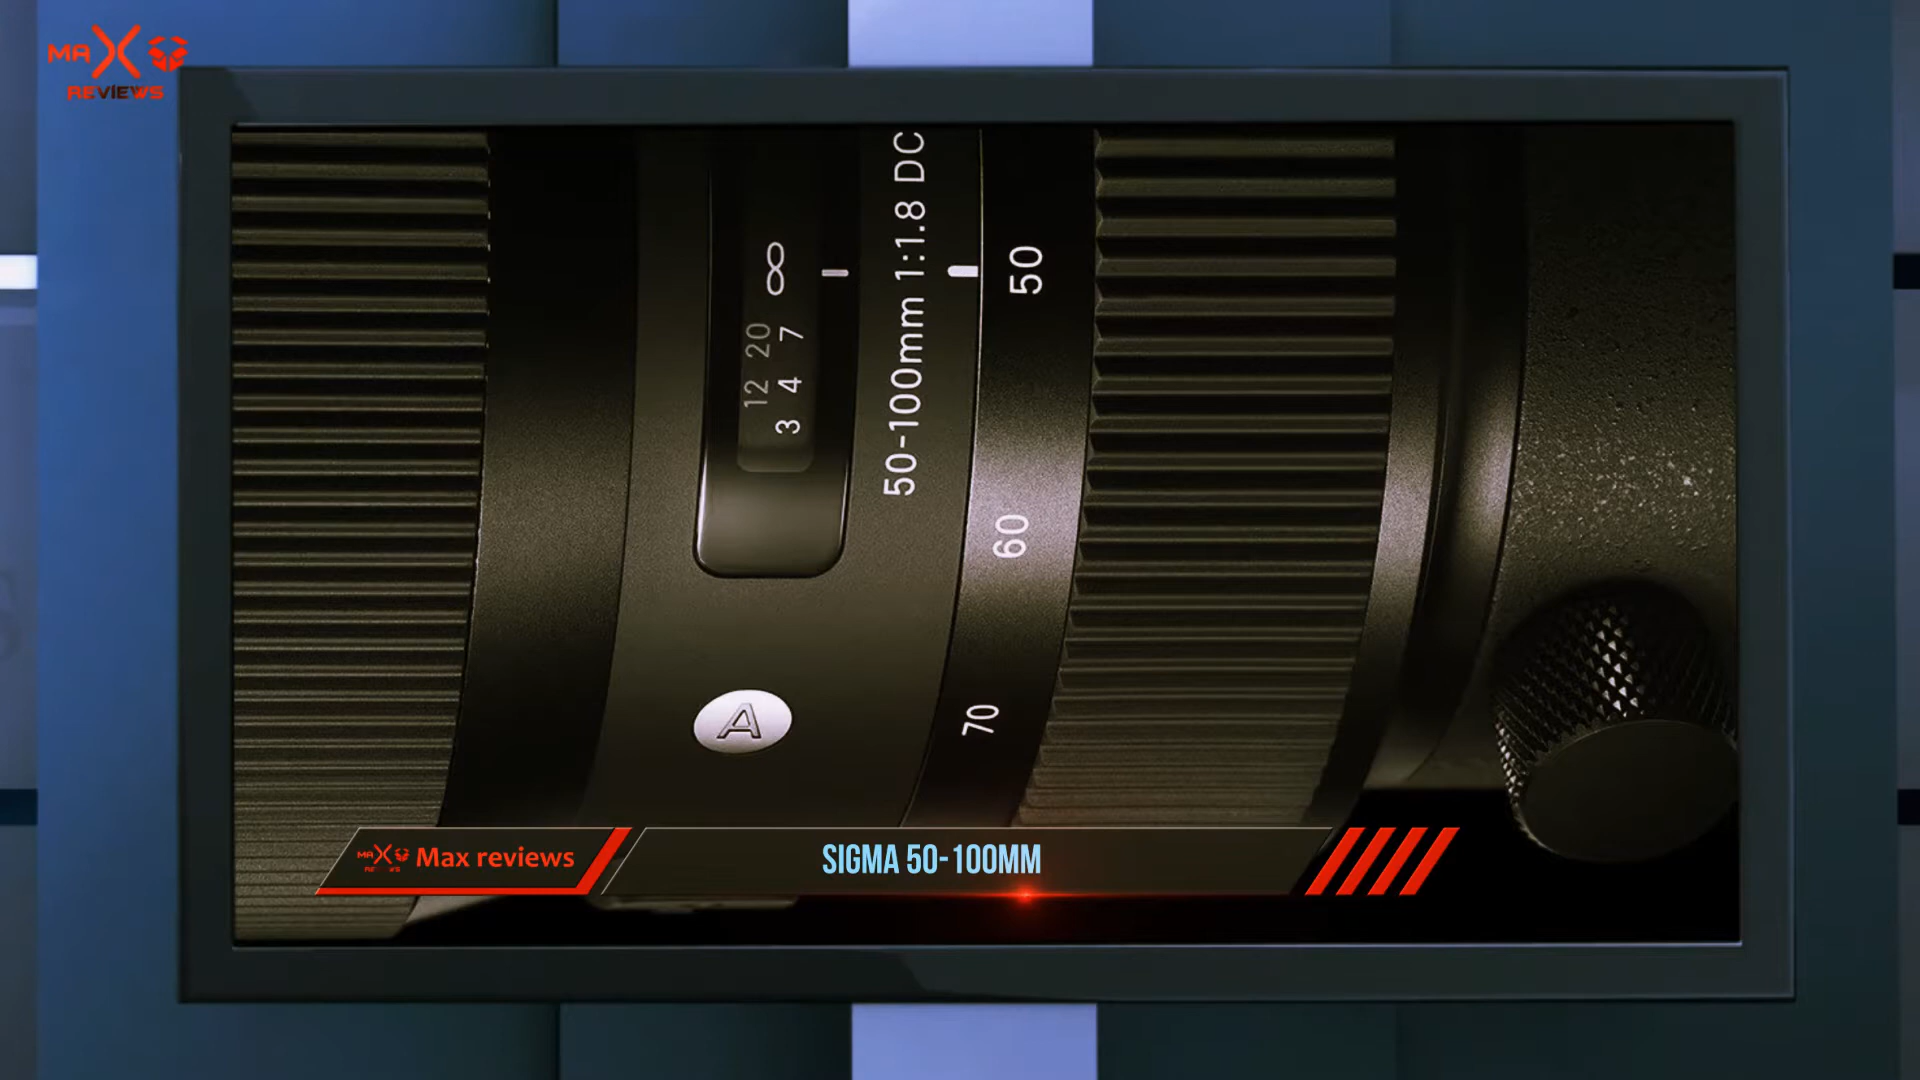 MAX
REVIEWS
∞
20
7
12
4
3
50-100mm 1:1.8 DC
50
60
70
A
MAX
Max reviews
SIGMA 50-100MM